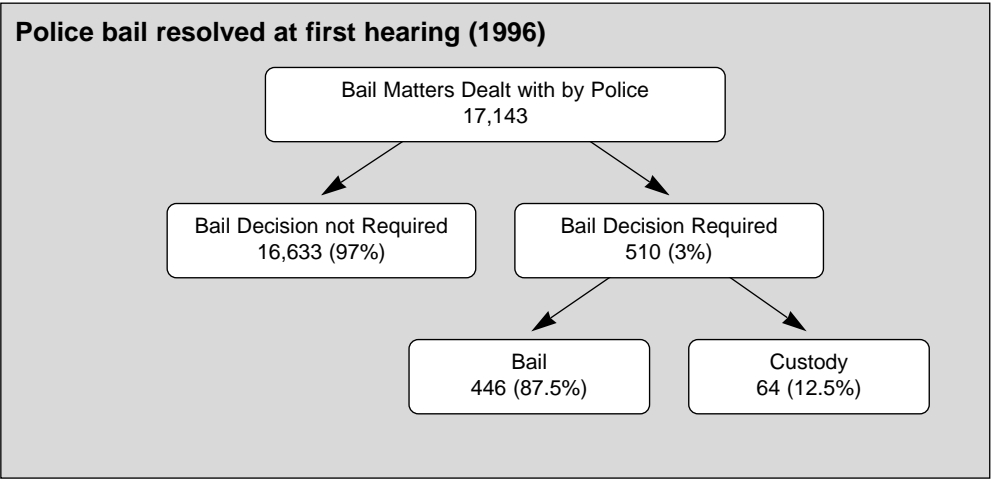 Police bail resolved at first hearing (1996)
Bail Matters Dealt with by Police
17,143
Bail Decision not Required
16,633 (97%)
Bail Decision Required
510 (3%)
Bail
446 (87.5%)
Custody
64 (12.5%)